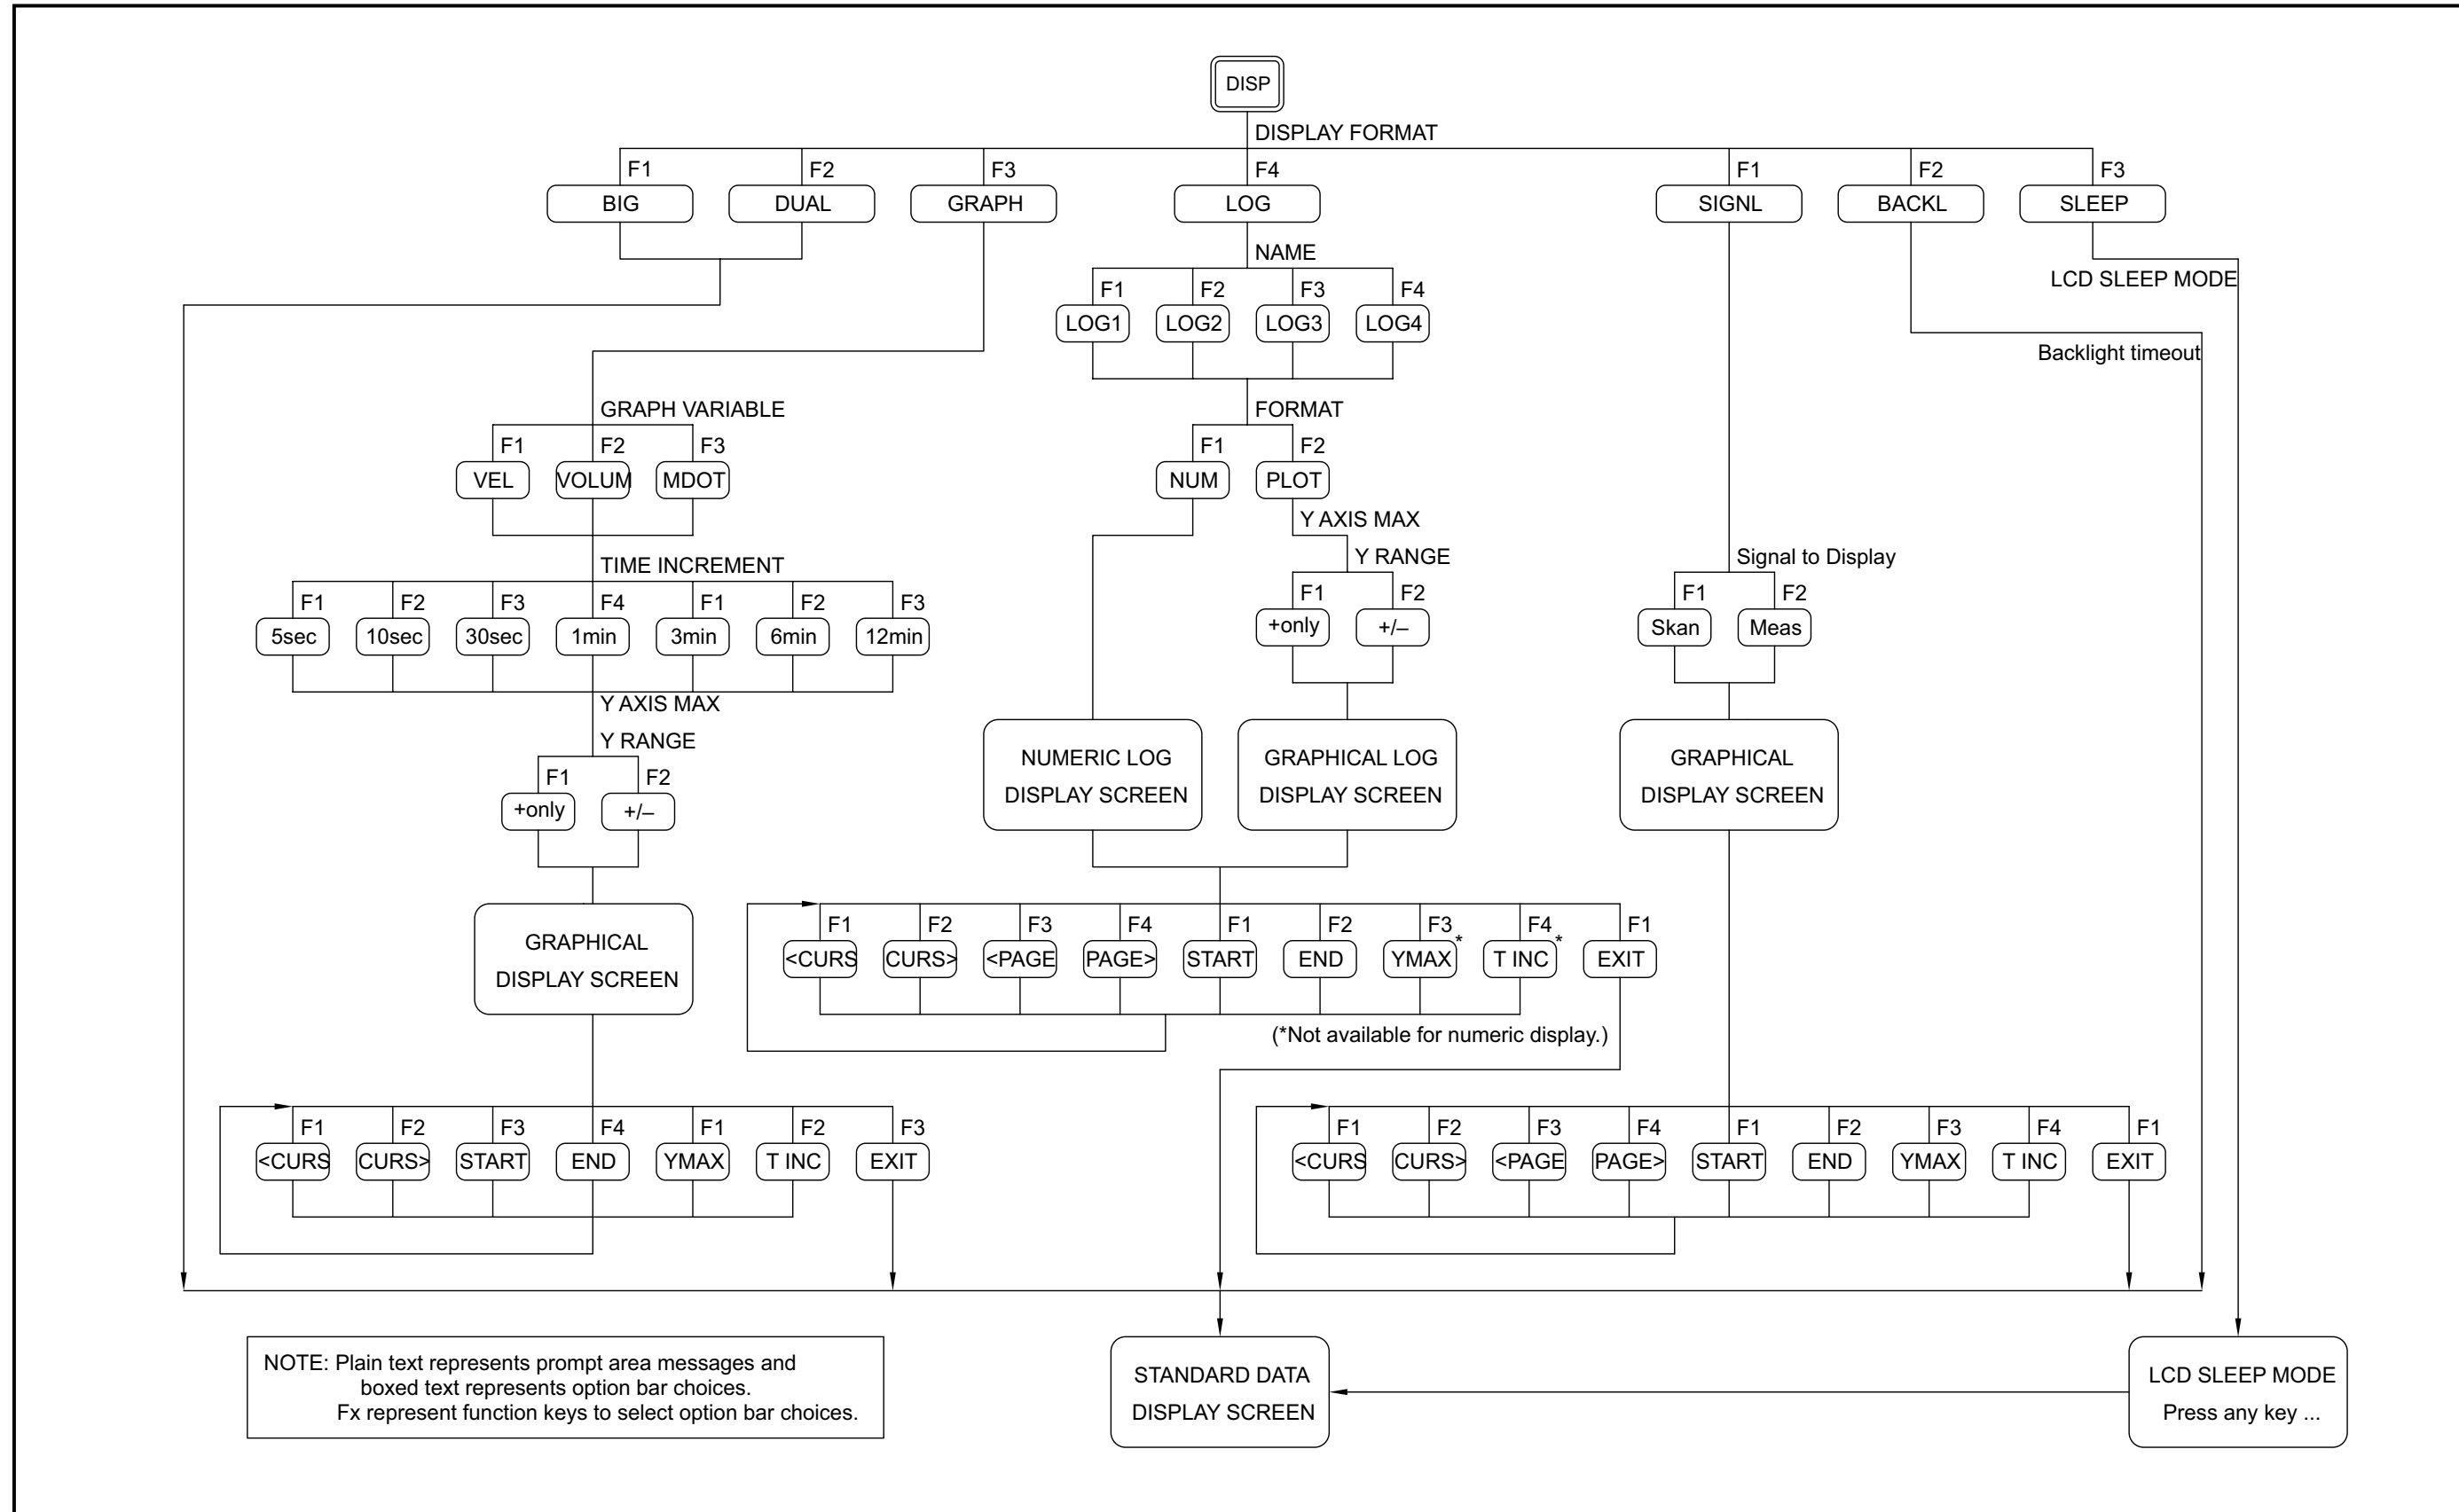 DISP
DISPLAY FORMAT
F1 F2 F3 F4 F1 F2 F3
BIG DUAL GRAPH LOG SIGNL BACKL SLEEP
NAME
LCD SLEEP MODE
F1 F2 F3 F4
LOG1 LOG2 LOG3 LOG4
Backlight timeout
GRAPH VARIABLE FORMAT
F1 F2 F3 F1 F2
VEL VOLUM MDOT NUM PLOT
Y AXIS MAX
TIME INCREMENT Y RANGE Signal to Display
F1 F2 F3 F4 F1 F2 F3 F1 F2 F1 F2
5sec 10sec 30sec 1min 3min 6min 12min +only +/– Skan Meas
Y AXIS MAX
Y RANGE
F1 F2
+only +/–
NUMERIC LOG GRAPHICAL LOG GRAPHICAL
DISPLAY SCREEN DISPLAY SCREEN DISPLAY SCREEN
F1 F2 F3 F4 F1 F2 F3 F4 F1
<CURS CURS> <PAGE PAGE> START END YMAX* T INC* EXIT
(*Not available for numeric display.)
GRAPHICAL
DISPLAY SCREEN
F1 F2 F3 F4 F1 F2 F3
<CURS CURS> START END YMAX T INC EXIT
F1 F2 F3 F4 F1 F2 F3 F4 F1
<CURS CURS> <PAGE PAGE> START END YMAX T INC EXIT
NOTE: Plain text represents prompt area messages and
boxed text represents option bar choices.
Fx represent function keys to select option bar choices.
STANDARD DATA
DISPLAY SCREEN
LCD SLEEP MODE
Press any key ...